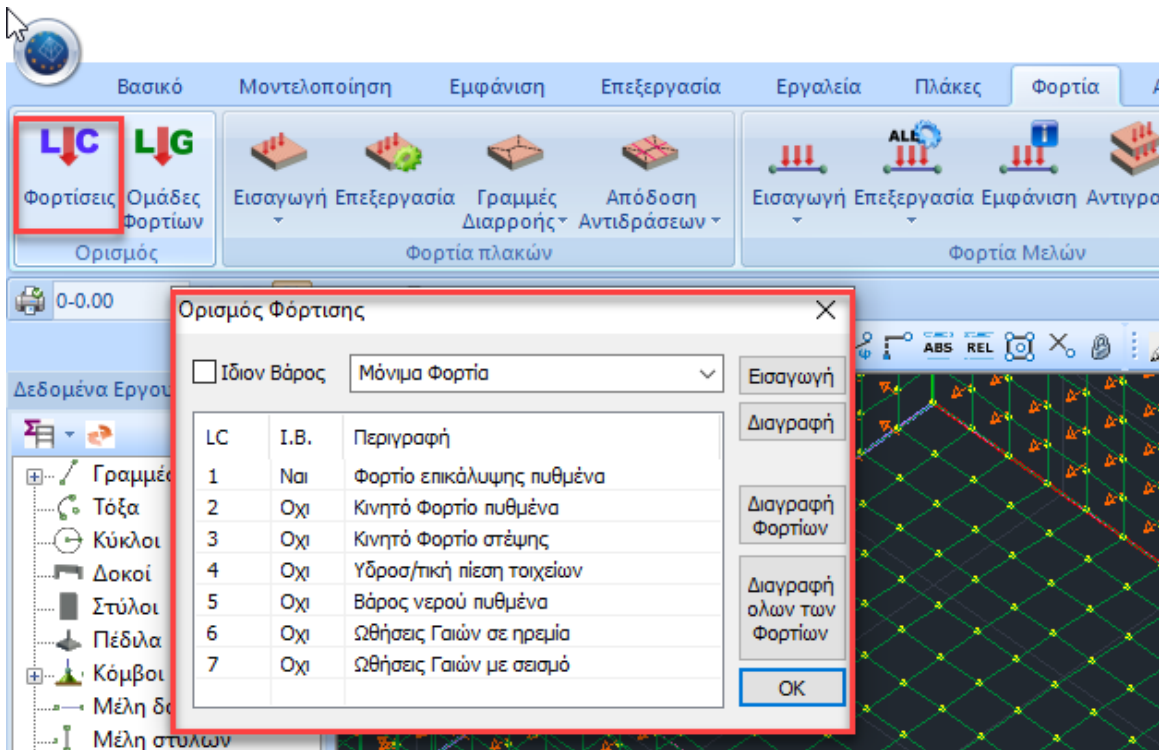 Βασικό Μοντελοποίηση Εμφάνιση Επεξεργασία Εργαλεία Πλάκες Φορτία
L C L G ALL
Φορτίσεις Ομάδες Φορτίων Εισαγωγή Επεξεργασία Γραμμές Διαρροής Απόδοση Αντιδράσεων Εισαγωγή Επεξεργασία Εμφάνιση
Ορισμός Φορτία πλακών Φορτία Μελών
0-0.00
Ορισμός Φόρτισης
ABS REL
Ιδιον Βάρος Μόνιμα Φορτία Εισαγωγή
Δεδομένα
Διαγραφή
LC Ι.Β. Περιγραφή
1 Ναι Φορτίο επικάλυψης πυθμένα
2 Οχι Κινητό Φορτίο πυθμένα
3 Οχι Κινητό Φορτίο στέψης
4 Οχι Υδροσ/τική πίεση τοιχείων
5 Οχι Βάρος νερού πυθμένα
6 Οχι Ωθήσεις Γαιών σε ηρεμία
7 Οχι Ωθήσεις Γαιών με σεισμό
Διαγραφή Φορτίων
Διαγραφή ολων των Φορτίων
OK
Τόξα
Κύκλοι
Δοκοί
Στύλοι
Πέδιλα
Κόμβοι
Μέλη
Μέλη στύλων